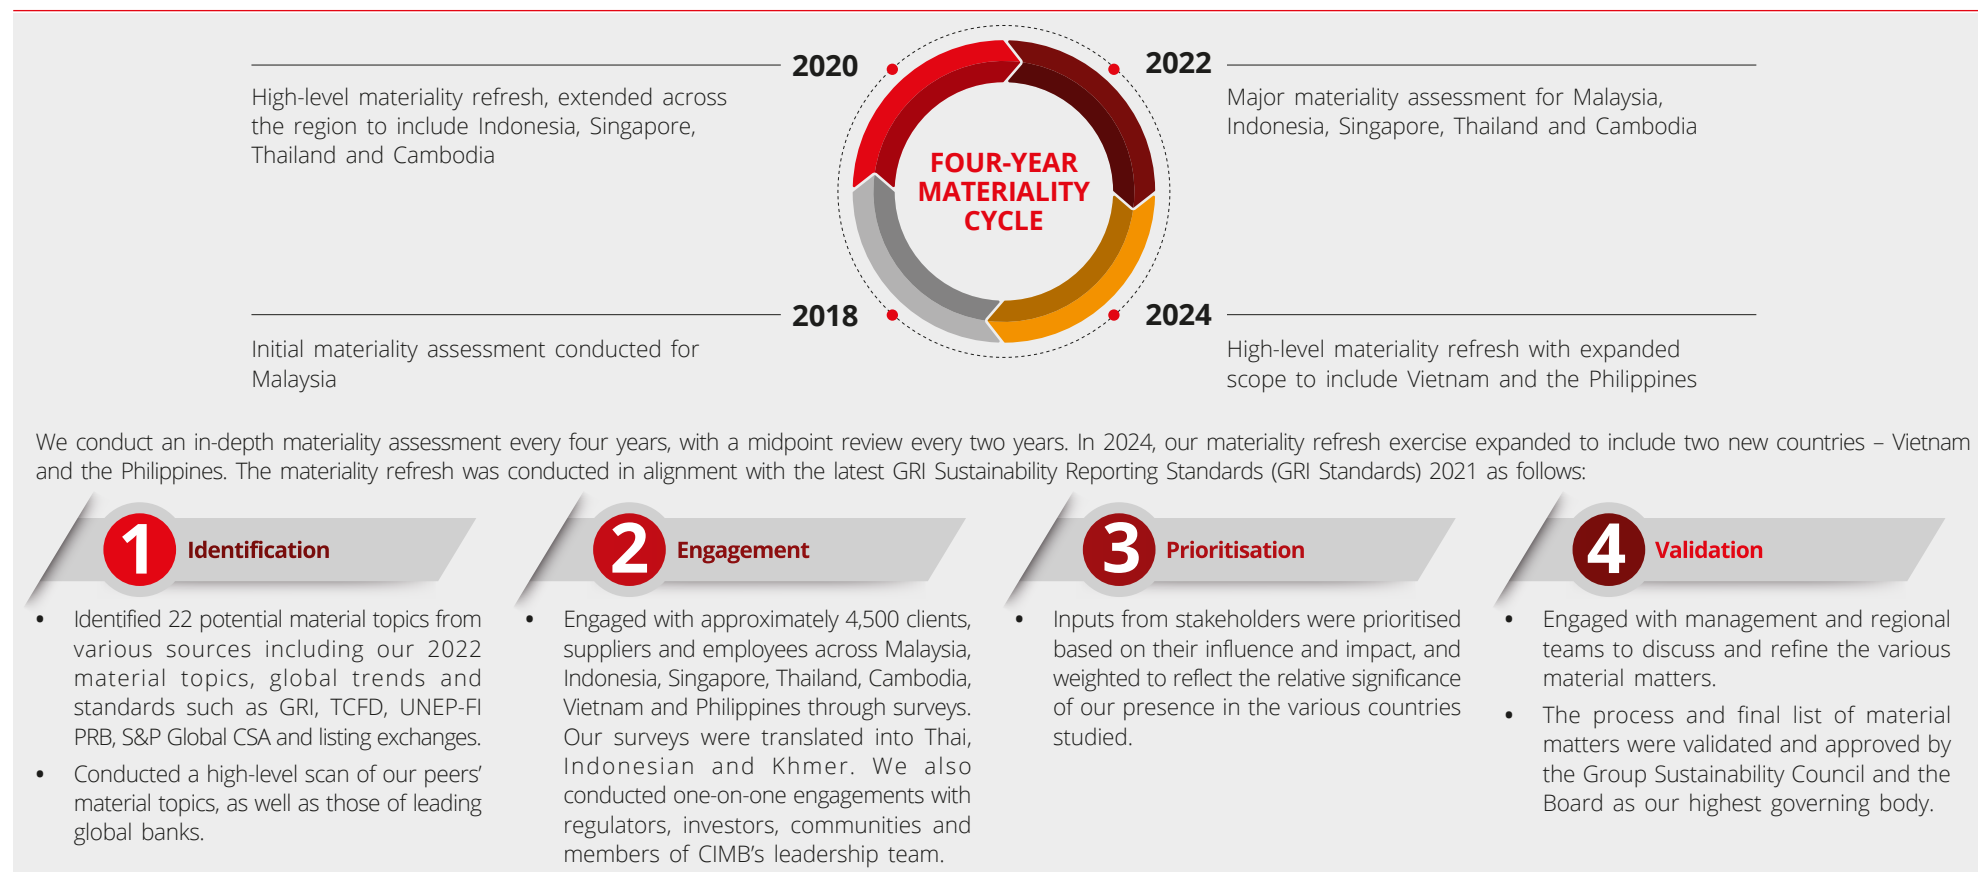 2020
High-level materiality refresh, extended across
the region to include Indonesia, Singapore,
Thailand and Cambodia
2022
Major materiality assessment for Malaysia,
Indonesia, Singapore, Thailand and Cambodia
FOUR-YEAR
MATERIALITY
CYCLE
2018
Initial materiality assessment conducted for
Malaysia
2024
High-level materiality refresh with expanded
scope to include Vietnam and the Philippines
We conduct an in-depth materiality assessment every four years, with a midpoint review every two years. In 2024, our materiality refresh exercise expanded to include two new countries – Vietnam
and the Philippines. The materiality refresh was conducted in alignment with the latest GRI Sustainability Reporting Standards (GRI Standards) 2021 as follows:
1 Identification
• Identified 22 potential material topics from
various sources including our 2022
material topics, global trends and
standards such as GRI, TCFD, UNEP-FI
PRB, S&P Global CSA and listing exchanges.
• Conducted a high-level scan of our peers’
material topics, as well as those of leading
global banks.
2 Engagement
• Engaged with approximately 4,500 clients,
suppliers and employees across Malaysia,
Indonesia, Singapore, Thailand, Cambodia,
Vietnam and Philippines through surveys.
Our surveys were translated into Thai,
Indonesian and Khmer. We also
conducted one-on-one engagements with
regulators, investors, communities and
members of CIMB’s leadership team.
3 Prioritisation
• Inputs from stakeholders were prioritised
based on their influence and impact, and
weighted to reflect the relative significance
of our presence in the various countries
studied.
4 Validation
• Engaged with management and regional
teams to discuss and refine the various
material matters.
• The process and final list of material
matters were validated and approved by
the Group Sustainability Council and the
Board as our highest governing body.